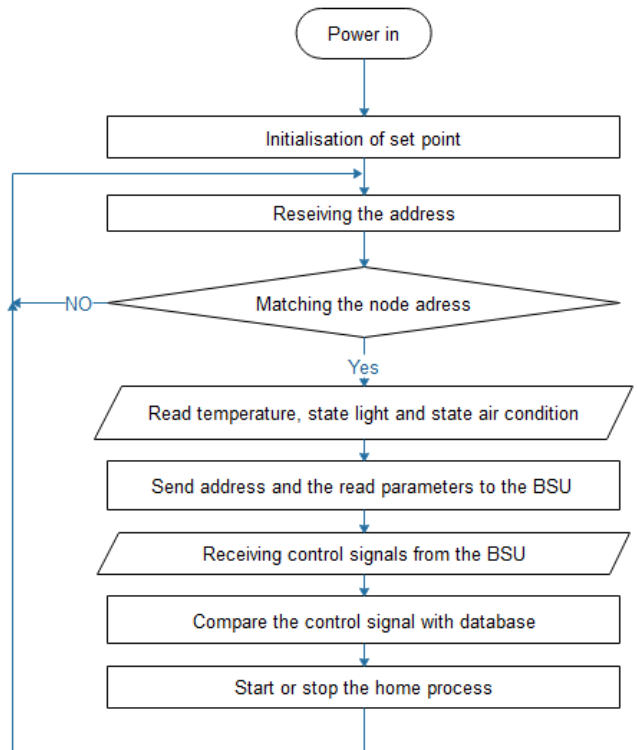 Power in
Initialisation of set point
Reseiving the address
Matching the node adress
NO
Yes
Read temperature, state light and state air condition
Send address and the read parameters to the BSU
Receiving control signals from the BSU
Compare the control signal with database
Start or stop the home process